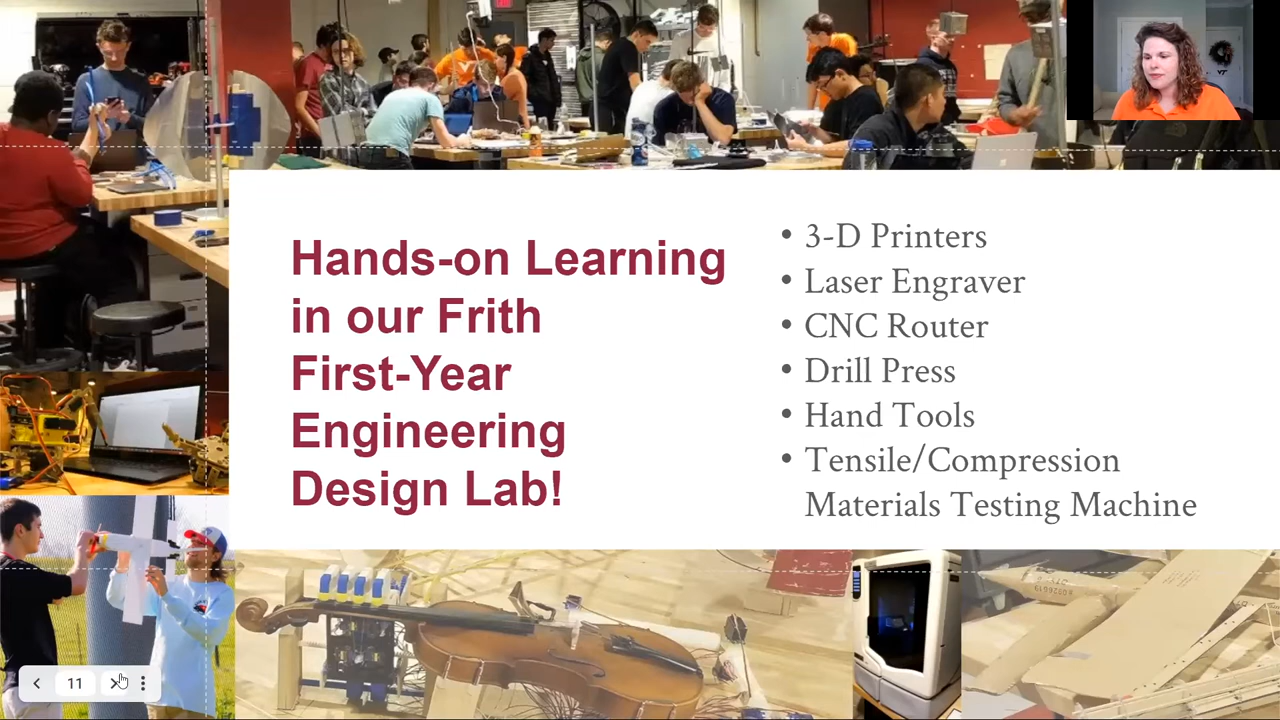 Hands-on Learning
in our Frith
First-Year
Engineering
Design Lab!
• 3-D Printers
• Laser Engraver
• CNC Router
• Drill Press
• Hand Tools
• Tensile/Compression
Materials Testing Machine
11